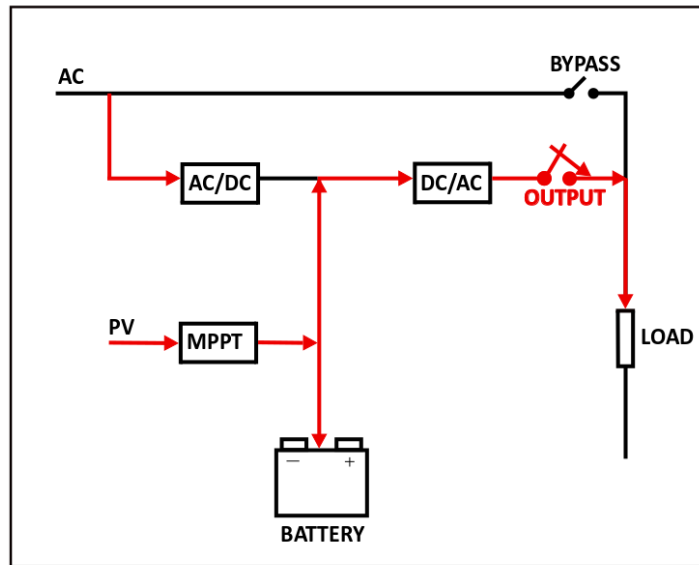 AC
BYPASS
AC/DC
DC/AC
OUTPUT
PV
MPPT
LOAD
— +
BATTERY